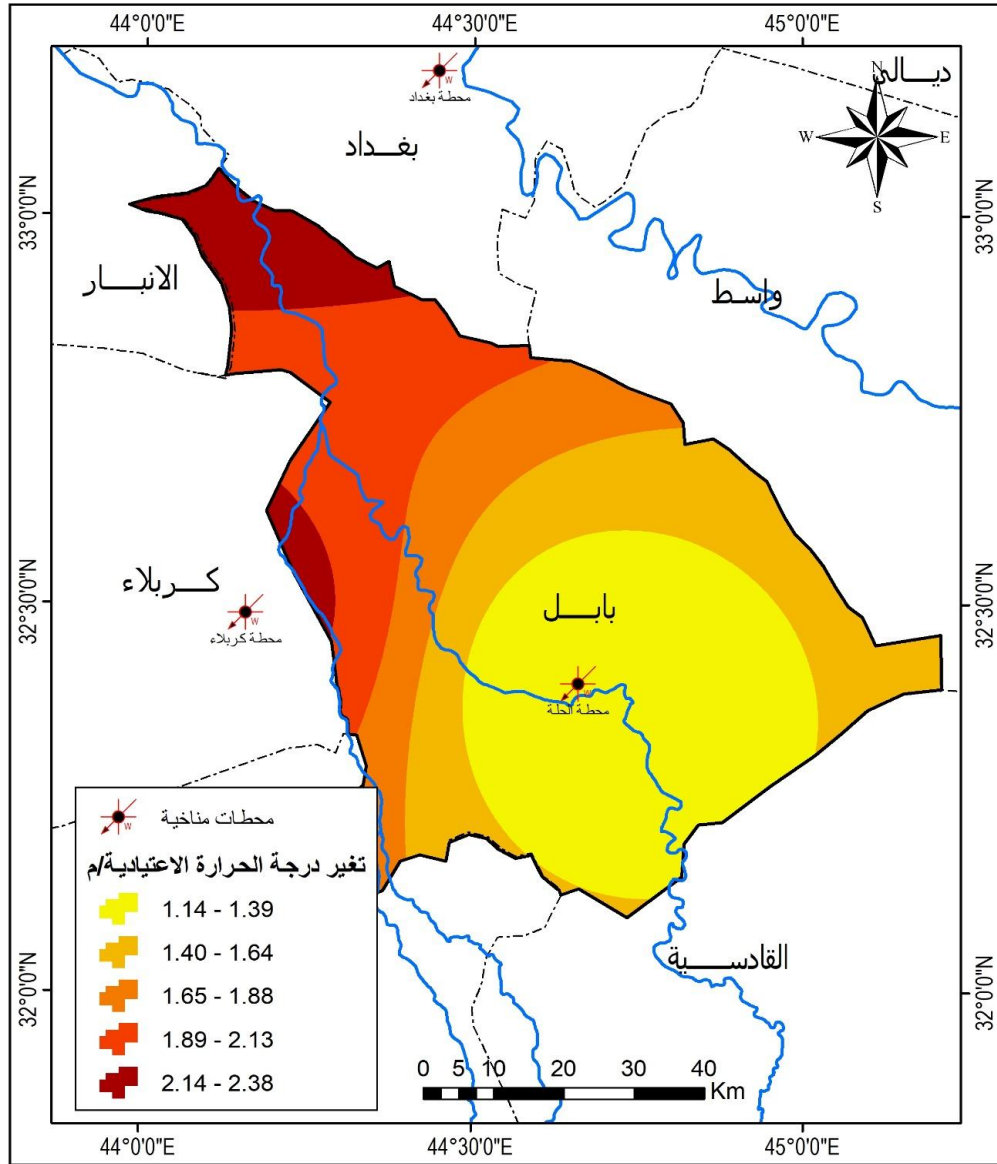 44°0'0"E
44°30'0"E
45°0'0"E
ديالى
N
W
E
S
W
محطة بغداد
بغداد
33°0'0"N
33°0'0"N
الانبار
واسط
كربلاء
بابل
32°30'0"N
32°30'0"N
W
محطة كربلاء
W
محطة الحلة
محطات مناخية
W
تغير درجة الحرارة الاعتيادية/م
1.14 - 1.39
1.40 - 1.64
1.65 - 1.88
1.89 - 2.13
2.14 - 2.38
القادسية
32°0'0"N
32°0'0"N
0 5 10 20 30 40
Km
44°0'0"E
44°30'0"E
45°0'0"E